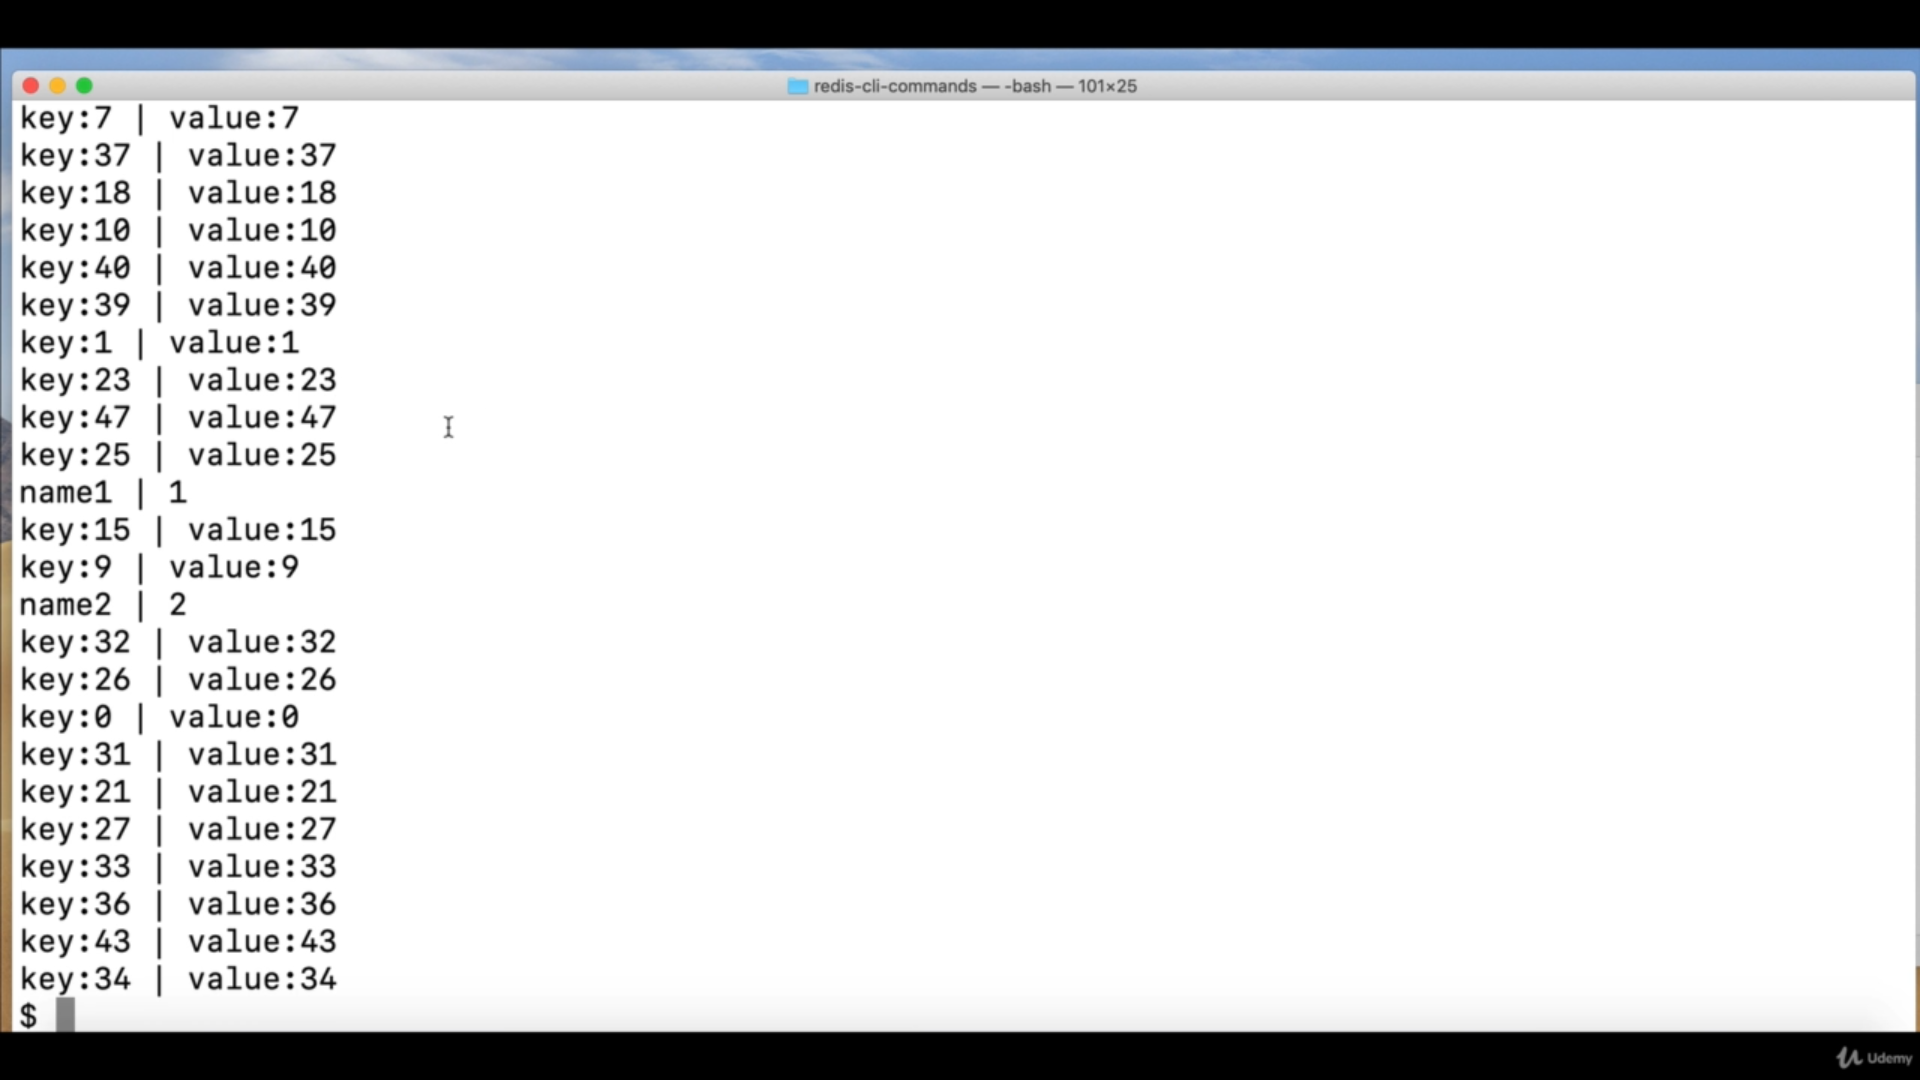 redis-cli-commands — -bash — 101×25
key:7 | value:7
key:37 | value:37
key:18 | value:18
key:10 | value:10
key:40 | value:40
key:39 | value:39
key:1 | value:1
key:23 | value:23
key:47 | value:47
key:25 | value:25
name1 | 1
key:15 | value:15
key:9 | value:9
name2 | 2
key:32 | value:32
key:26 | value:26
key:0 | value:0
key:31 | value:31
key:21 | value:21
key:27 | value:27
key:33 | value:33
key:36 | value:36
key:43 | value:43
key:34 | value:34
$
Udemy